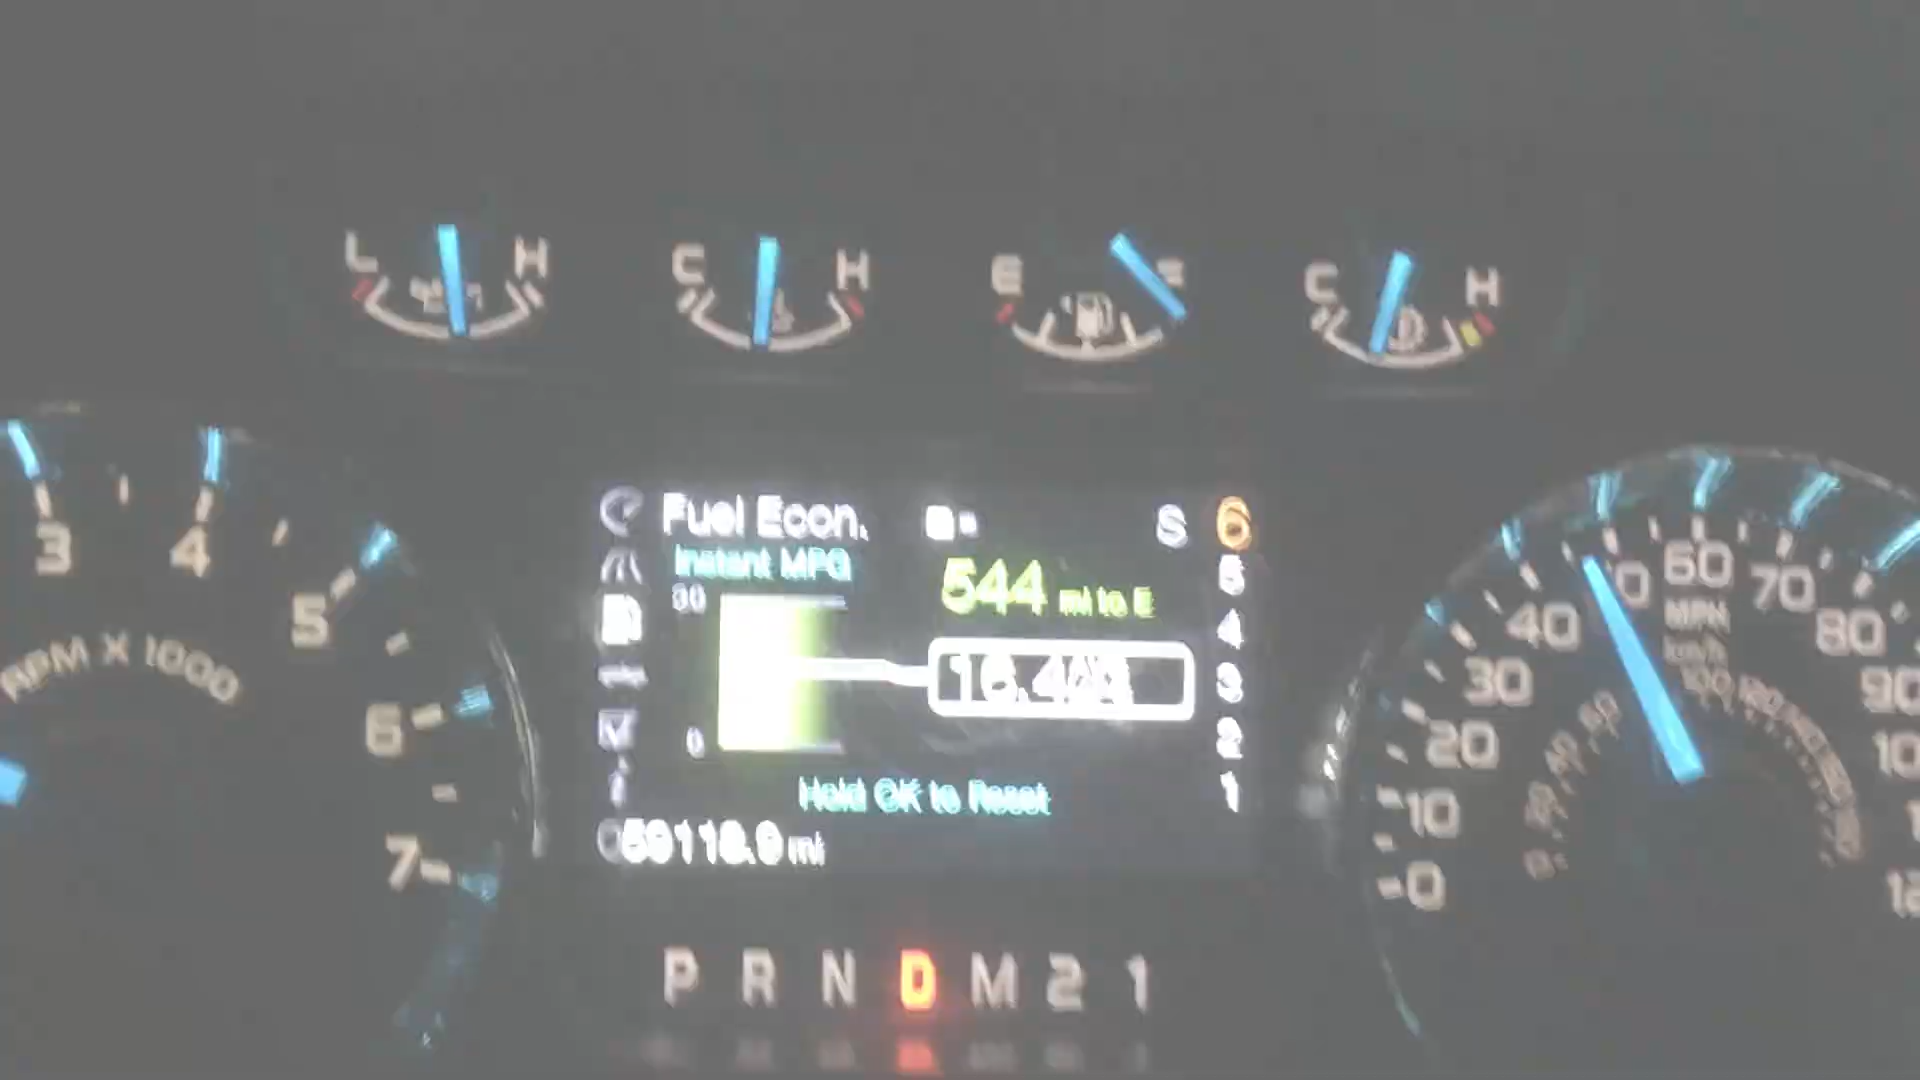 L H
C H
E F
C H
3
4
5
6
7
RPM X 1000
Fuel Econ.
S 6
Instant MPG
544 mi to E
5
30
4
3
0
2
Hold OK to Reset
1
mi
P R N D M 2 1
0
10
20
30
40
60
70
80
90
MPH
km/h